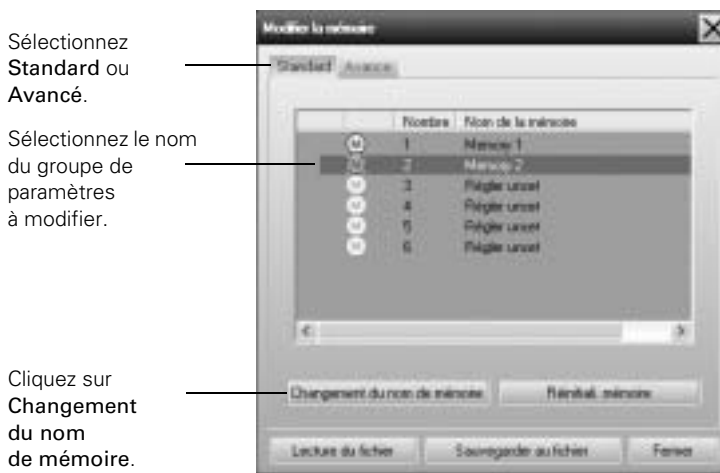 Sélectionnez
Standard ou
Avancé.
Sélectionnez le nom
du groupe de
paramètres
à modifier.
Cliquez sur
Changement
du nom
de mémoire.
Modifier la mémoire
Standard Avancé
Nombre Nom de la mémoire
1 Memory 1
2 Memory 2
3 Régler unset
4 Régler unset
5 Régler unset
6 Régler unset
Changement du nom de mémoire Réinitial. mémoire
Lecture du fichier Sauvegarder au fichier Fermer